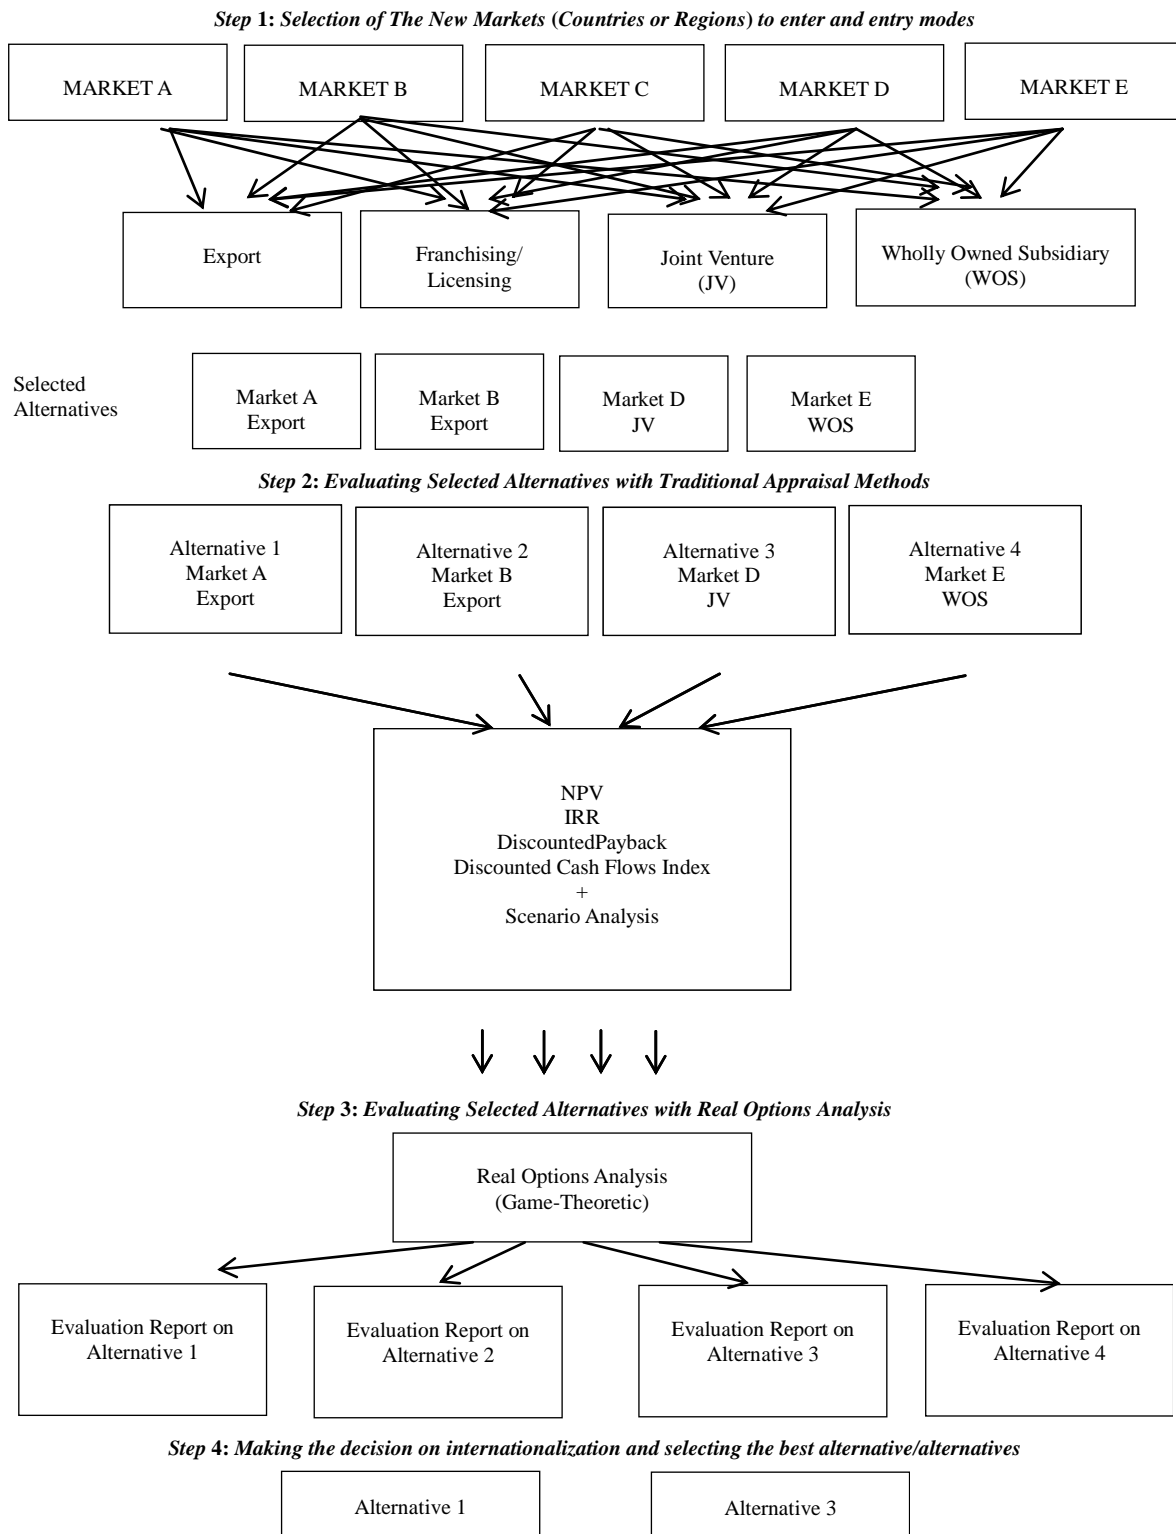 Step 1: Selection of The New Markets (Countries or Regions) to enter and entry modes
MARKET A
MARKET B
MARKET C
MARKET D
MARKET E
Export
Franchising/
Licensing
Joint Venture
(JV)
Wholly Owned Subsidiary
(WOS)
Selected
Alternatives
Market A
Export
Market B
Export
Market D
JV
Market E
WOS
Step 2: Evaluating Selected Alternatives with Traditional Appraisal Methods
Alternative 1
Market A
Export
Alternative 2
Market B
Export
Alternative 3
Market D
JV
Alternative 4
Market E
WOS
NPV
IRR
DiscountedPayback
Discounted Cash Flows Index
+
Scenario Analysis
Step 3: Evaluating Selected Alternatives with Real Options Analysis
Real Options Analysis
(Game-Theoretic)
Evaluation Report on
Alternative 1
Evaluation Report on
Alternative 2
Evaluation Report on
Alternative 3
Evaluation Report on
Alternative 4
Step 4: Making the decision on internationalization and selecting the best alternative/alternatives
Alternative 1
Alternative 3